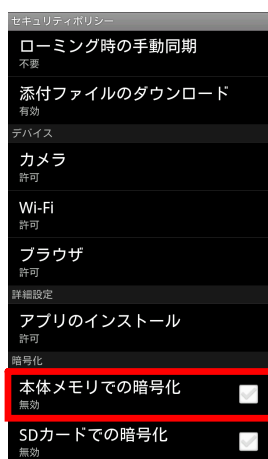 セキュリティポリシー
ローミング時の手動同期
不要
添付ファイルのダウンロード
有効
デバイス
カメラ
許可
Wi-Fi
許可
ブラウザ
許可
詳細設定
アプリのインストール
許可
暗号化
本体メモリでの暗号化
無効
SDカードでの暗号化
無効